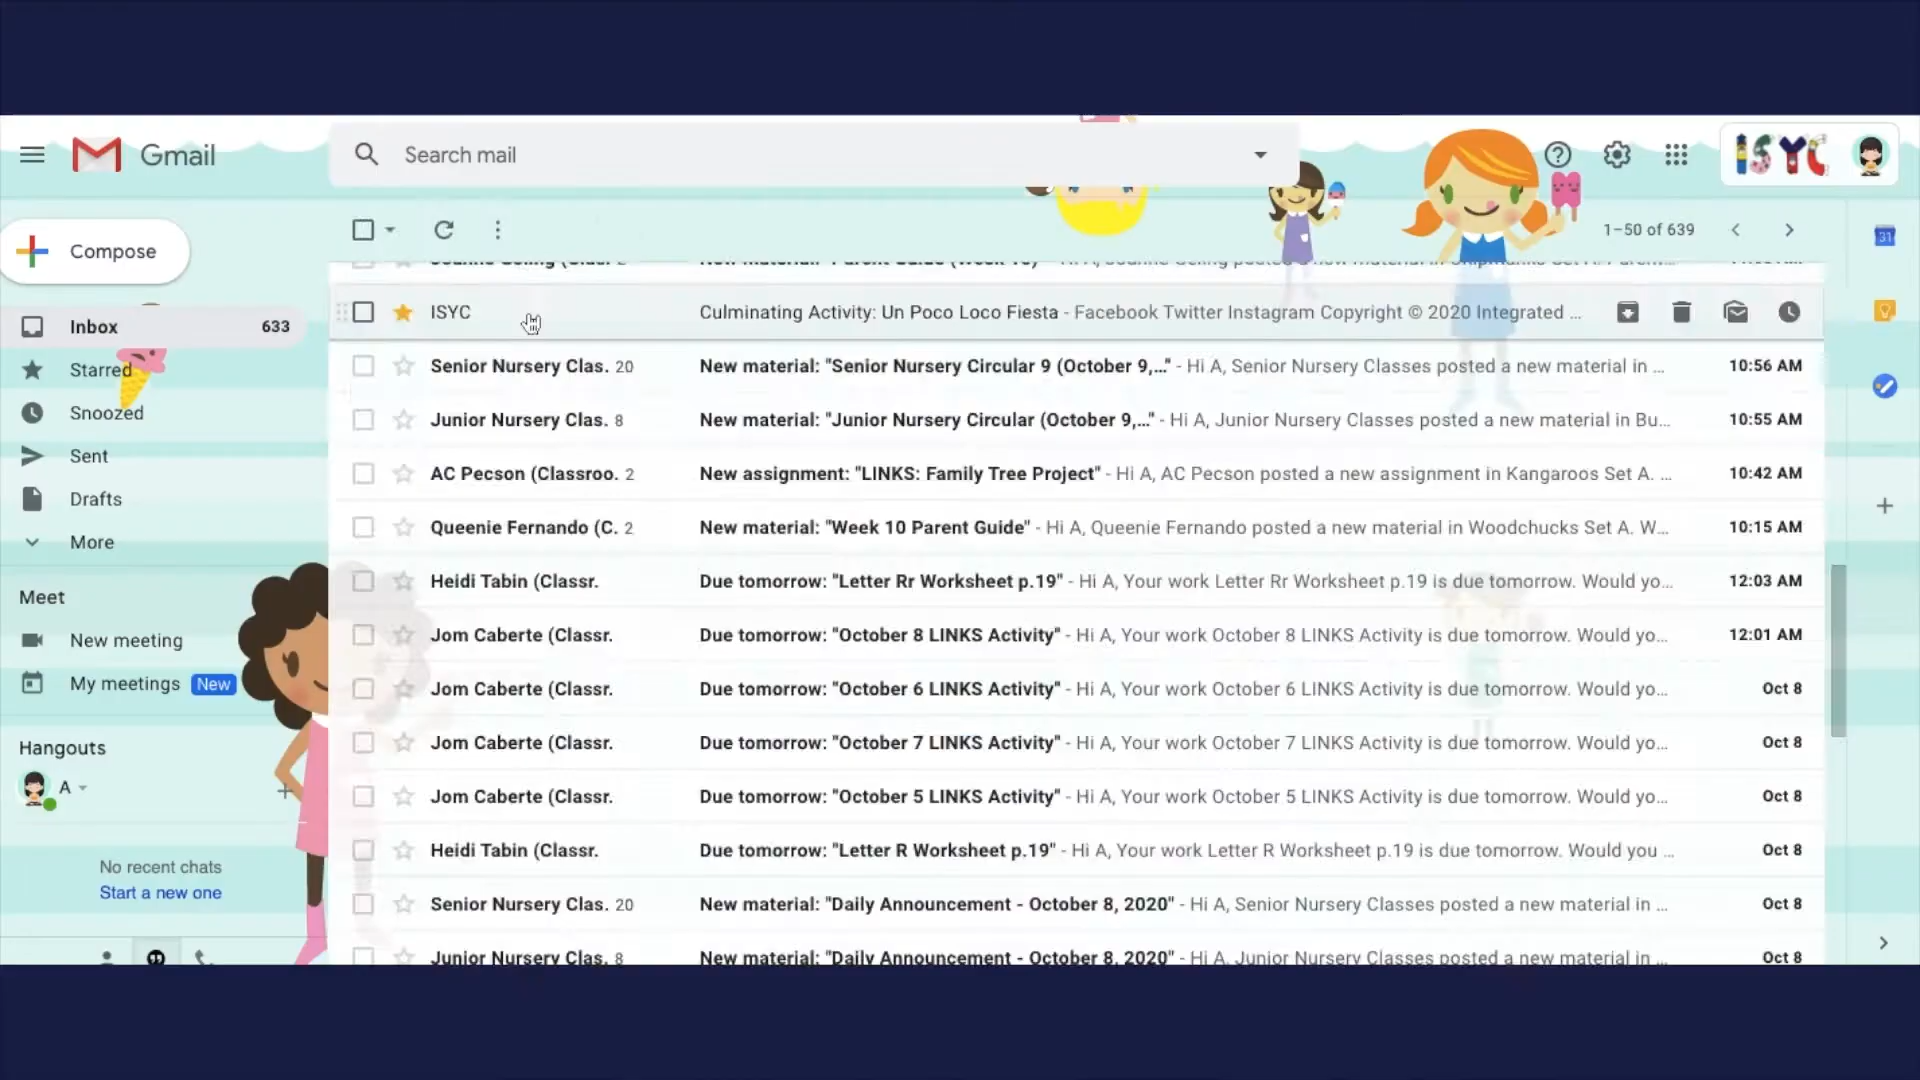 Gmail
Search mail
ISYC
Compose
1–50 of 639
31
Inbox 633
Starred
Snoozed
Sent
Drafts
More
Meet
New meeting
My meetings New
Hangouts
A
No recent chats
Start a new one
ISYC Culminating Activity: Un Poco Loco Fiesta - Facebook Twitter Instagram Copyright © 2020 Integrated ...
Senior Nursery Clas. 20 New material: "Senior Nursery Circular 9 (October 9,..." - Hi A, Senior Nursery Classes posted a new material in ... 10:56 AM
Junior Nursery Clas. 8 New material: "Junior Nursery Circular (October 9,..." - Hi A, Junior Nursery Classes posted a new material in Bu... 10:55 AM
AC Pecson (Classroo. 2 New assignment: "LINKS: Family Tree Project" - Hi A, AC Pecson posted a new assignment in Kangaroos Set A. ... 10:42 AM
Queenie Fernando (C. 2 New material: "Week 10 Parent Guide" - Hi A, Queenie Fernando posted a new material in Woodchucks Set A. W... 10:15 AM
Heidi Tabin (Classr. Due tomorrow: "Letter Rr Worksheet p.19" - Hi A, Your work Letter Rr Worksheet p.19 is due tomorrow. Would yo... 12:03 AM
Jom Caberte (Classr. Due tomorrow: "October 8 LINKS Activity" - Hi A, Your work October 8 LINKS Activity is due tomorrow. Would yo... 12:01 AM
Jom Caberte (Classr. Due tomorrow: "October 6 LINKS Activity" - Hi A, Your work October 6 LINKS Activity is due tomorrow. Would yo... Oct 8
Jom Caberte (Classr. Due tomorrow: "October 7 LINKS Activity" - Hi A, Your work October 7 LINKS Activity is due tomorrow. Would yo... Oct 8
Jom Caberte (Classr. Due tomorrow: "October 5 LINKS Activity" - Hi A, Your work October 5 LINKS Activity is due tomorrow. Would yo... Oct 8
Heidi Tabin (Classr. Due tomorrow: "Letter R Worksheet p.19" - Hi A, Your work Letter R Worksheet p.19 is due tomorrow. Would you ... Oct 8
Senior Nursery Clas. 20 New material: "Daily Announcement - October 8, 2020" - Hi A, Senior Nursery Classes posted a new material in ... Oct 8
Junior Nursery Clas. 8 New material: "Daily Announcement - October 8, 2020" - Hi A, Junior Nursery Classes posted a new material in ... Oct 8